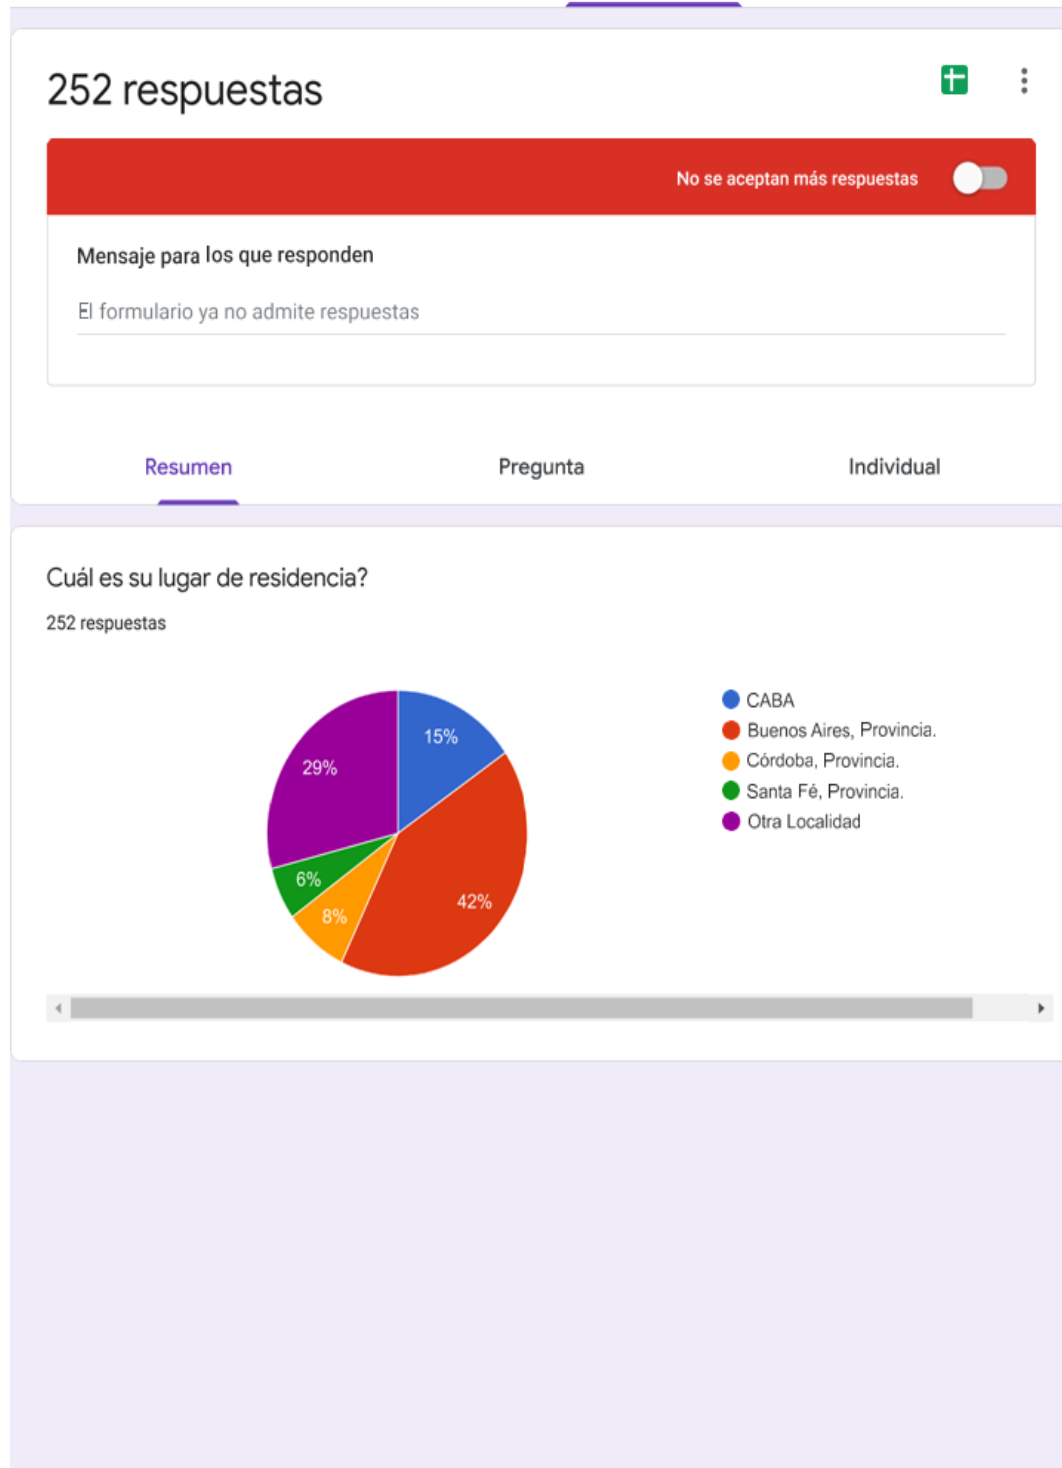 252 respuestas
No se aceptan más respuestas
Mensaje para los que responden
El formulario ya no admite respuestas
Resumen
Pregunta
Individual
Cuál es su lugar de residencia?
252 respuestas
15%
29%
6%
8%
42%
CABA
Buenos Aires, Provincia.
Córdoba, Provincia.
Santa Fé, Provincia.
Otra Localidad